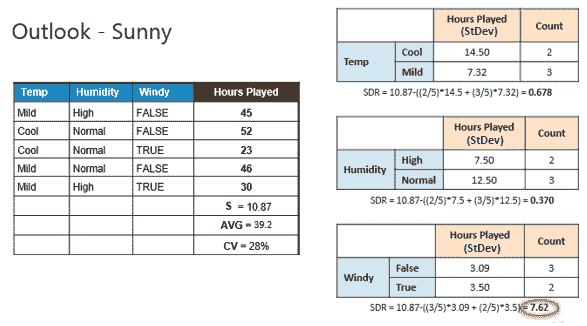 Outlook - Sunny
Temp Humidity Windy Hours Played
Mild High FALSE 45
Cool Normal FALSE 52
Cool Normal TRUE 23
Mild Normal FALSE 46
Mild High TRUE 30
S = 10.87
AVG = 39.2
CV = 28%
Hours Played (StDev) Count
Temp Cool 14.50 2
Mild 7.32 3
SDR = 10.87-((2/5)*14.5 + (3/5)*7.32) = 0.678
Hours Played (StDev) Count
Humidity High 7.50 2
Normal 12.50 3
SDR = 10.87-((2/5)*7.5 + (3/5)*12.5) = 0.370
Hours Played (StDev) Count
Windy False 3.09 3
True 3.50 2
SDR = 10.87-((3/5)*3.09 + (2/5)*3.5)= 7.62